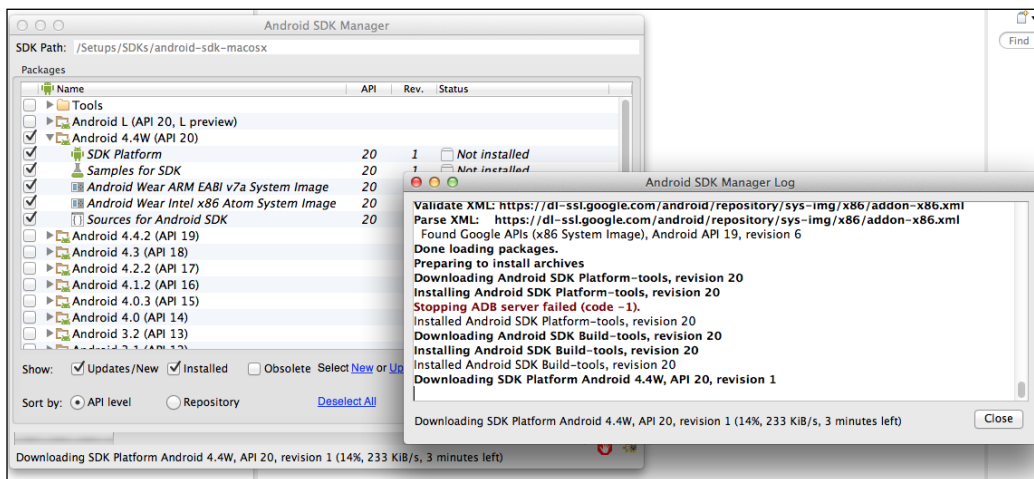 Android SDK Manager
SDK Path: /Setups/SDKs/android-sdk-macosx
Packages
Name API Rev. Status
Tools
Android L (API 20, L preview)
Android 4.4W (API 20)
SDK Platform 20 1 Not installed
Samples for SDK 20 1 Not installed
Android Wear ARM EABI v7a System Image 20
Android Wear Intel x86 Atom System Image 20
Sources for Android SDK 20
Android 4.4.2 (API 19)
Android 4.3 (API 18)
Android 4.2.2 (API 17)
Android 4.1.2 (API 16)
Android 4.0.3 (API 15)
Android 4.0 (API 14)
Android 3.2 (API 13)
Android 3.1 (API 12)
Show: Updates/New Installed Obsolete Select New or Up
Sort by: API level Repository Deselect All
Downloading SDK Platform Android 4.4W, API 20, revision 1 (14%, 233 KiB/s, 3 minutes left)
Find
Android SDK Manager Log
Validate XML: https://dl-ssl.google.com/android/repository/sys-img/x86/addon-x86.xml
Parse XML: https://dl-ssl.google.com/android/repository/sys-img/x86/addon-x86.xml
Found Google APIs (x86 System Image), Android API 19, revision 6
Done loading packages.
Preparing to install archives
Downloading Android SDK Platform-tools, revision 20
Installing Android SDK Platform-tools, revision 20
Stopping ADB server failed (code -1).
Installed Android SDK Platform-tools, revision 20
Downloading Android SDK Build-tools, revision 20
Installing Android SDK Build-tools, revision 20
Installed Android SDK Build-tools, revision 20
Downloading SDK Platform Android 4.4W, API 20, revision 1
Downloading SDK Platform Android 4.4W, API 20, revision 1 (14%, 233 KiB/s, 3 minutes left)
Close